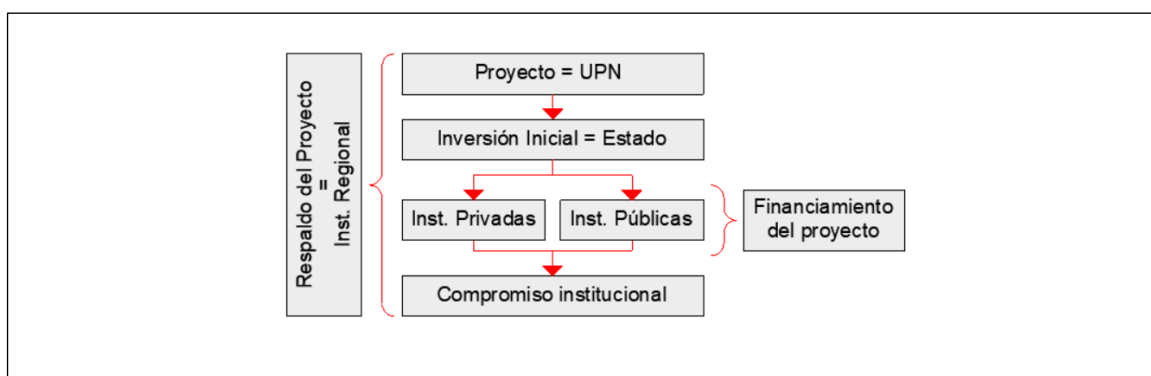 Respaldo del Proyecto
=
Inst. Regional
Proyecto = UPN
Inversión Inicial = Estado
Inst. Privadas
Inst. Públicas
Financiamiento
del proyecto
Compromiso institucional